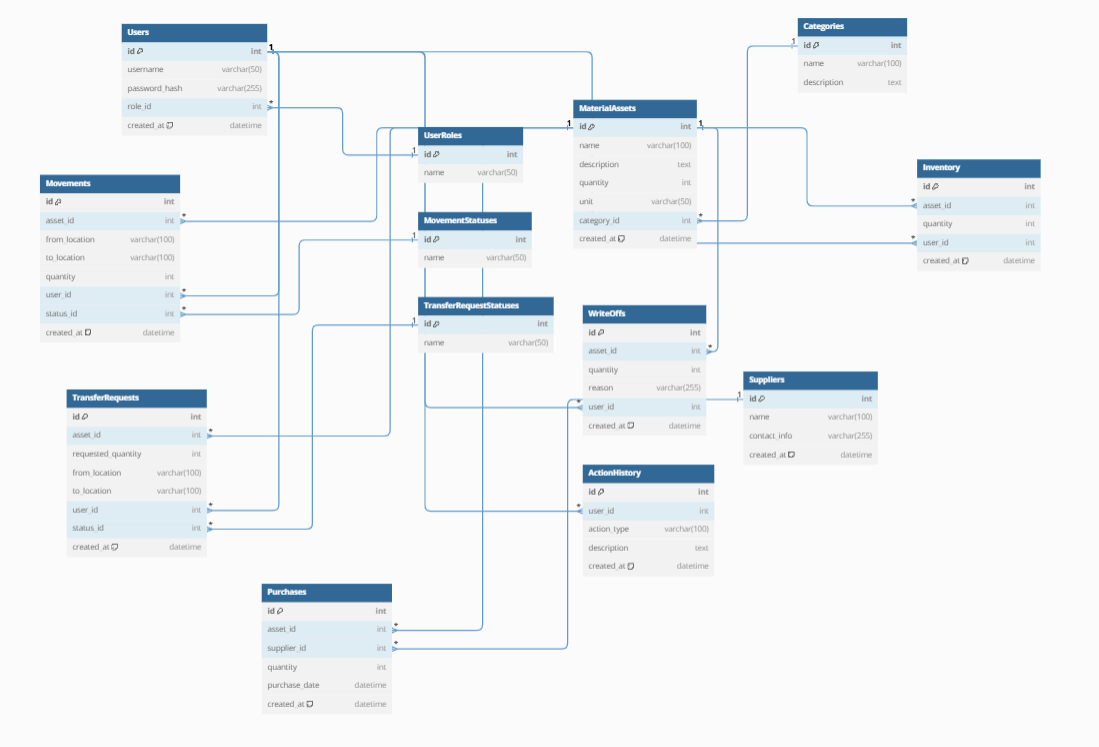 Users
id int
username varchar(50)
password_hash varchar(255)
role_id int
created_at datetime
1
*
Categories
id int
name varchar(100)
description text
1
MaterialAssets
id int
name varchar(100)
description text
quantity int
unit varchar(50)
category_id int
created_at datetime
1
1
*
UserRoles
id int
name varchar(50)
1
Inventory
id int
asset_id int
quantity int
user_id int
created_at datetime
*
*
Movements
id int
asset_id int
from_location varchar(100)
to_location varchar(100)
quantity int
user_id int
status_id int
created_at datetime
*
*
*
MovementStatuses
id int
name varchar(50)
1
TransferRequestStatuses
id int
name varchar(50)
1
WriteOffs
id int
asset_id int
quantity int
reason varchar(255)
user_id int
created_at datetime
*
*
Suppliers
id int
name varchar(100)
contact_info varchar(255)
created_at datetime
1
TransferRequests
id int
asset_id int
requested_quantity int
from_location varchar(100)
to_location varchar(100)
user_id int
status_id int
created_at datetime
*
*
*
ActionHistory
id int
user_id int
action_type varchar(100)
description text
created_at datetime
*
Purchases
id int
asset_id int
supplier_id int
quantity int
purchase_date datetime
created_at datetime
*
*